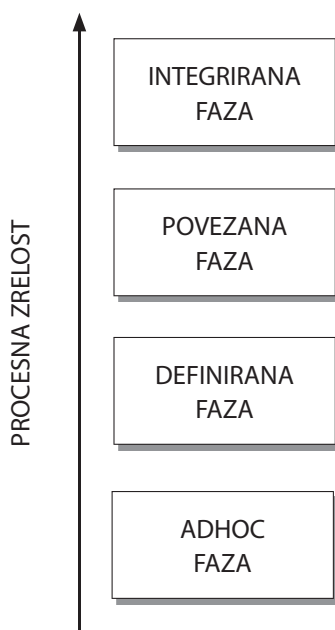 PROCESNA ZRELOST
INTEGRIRANA
FAZA
POVEZANA
FAZA
DEFINIRANA
FAZA
ADHOC
FAZA